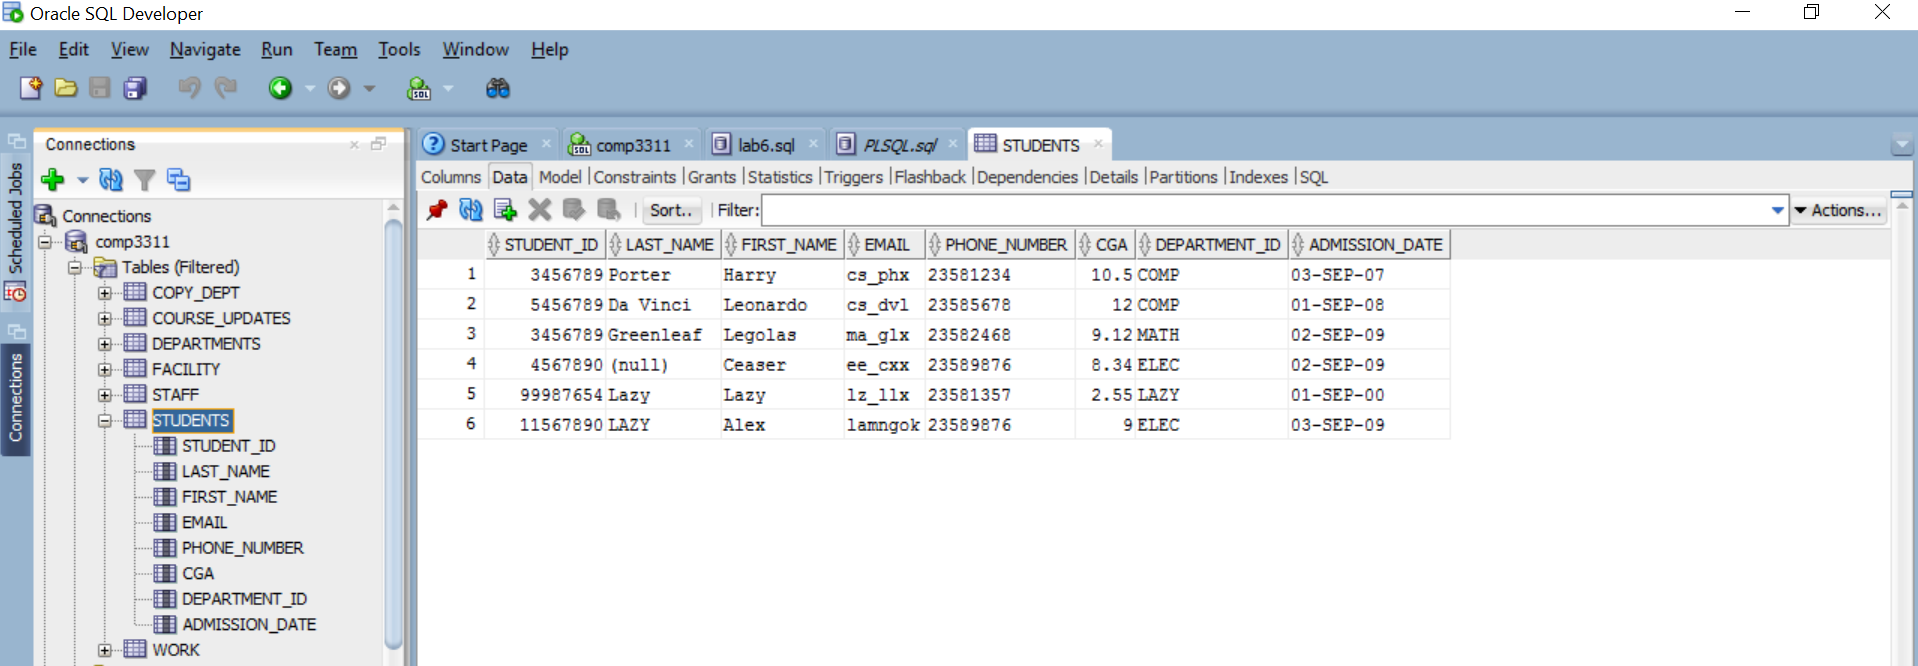 Oracle SQL Developer
File Edit View Navigate Run Team Tools Window Help
Scheduled Jobs
Connections
Connections
Connections
comp3311
Tables (Filtered)
COPY_DEPT
COURSE_UPDATES
DEPARTMENTS
FACILITY
STAFF
STUDENTS
STUDENT_ID
LAST_NAME
FIRST_NAME
EMAIL
PHONE_NUMBER
CGA
DEPARTMENT_ID
ADMISSION_DATE
WORK
Start Page comp3311 lab6.sql PLSQL.sql STUDENTS
Columns Data Model Constraints Grants Statistics Triggers Flashback Dependencies Details Partitions Indexes SQL
Sort.. Filter: Actions...
STUDENT_ID LAST_NAME FIRST_NAME EMAIL PHONE_NUMBER CGA DEPARTMENT_ID ADMISSION_DATE
1 3456789 Porter Harry cs_phx 23581234 10.5 COMP 03-SEP-07
2 5456789 Da Vinci Leonardo cs_dvl 23585678 12 COMP 01-SEP-08
3 3456789 Greenleaf Legolas ma_glx 23582468 9.12 MATH 02-SEP-09
4 4567890 (null) Ceaser ee_cxx 23589876 8.34 ELEC 02-SEP-09
5 99987654 Lazy Lazy lz_llx 23581357 2.55 LAZY 01-SEP-00
6 11567890 LAZY Alex lamngok 23589876 9 ELEC 03-SEP-09